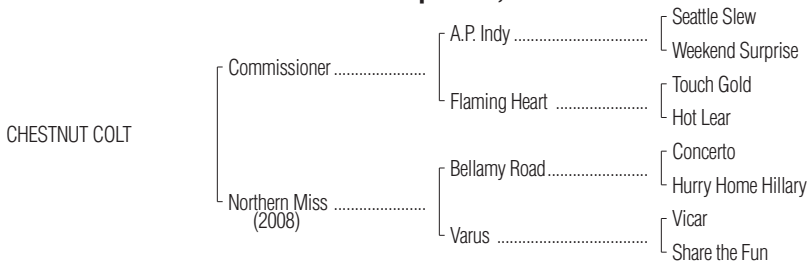 Seattle Slew
A.P. Indy ................................
Weekend Surprise
Commissioner ......................
Touch Gold
Flaming Heart ......................
Hot Lear
CHESTNUT COLT
Concerto
Bellamy Road........................
Hurry Home Hillary
Northern Miss ......................
(2008)
Vicar
Varus ....................................
Share the Fun